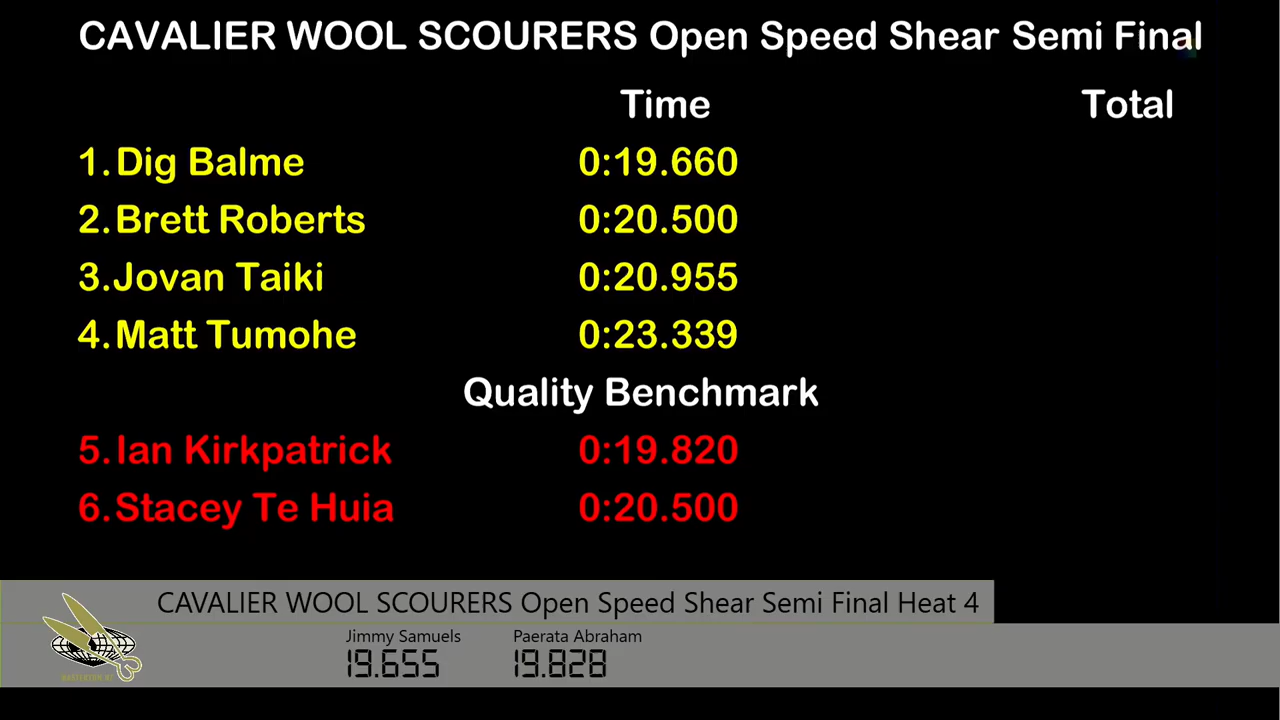 CAVALIER WOOL SCOURERS Open Speed Shear Semi Final
Time Total
1. Dig Balme 0:19.660
2. Brett Roberts 0:20.500
3. Jovan Taiki 0:20.955
4. Matt Tumohe 0:23.339
Quality Benchmark
5. Ian Kirkpatrick 0:19.820
6. Stacey Te Huia 0:20.500
CAVALIER WOOL SCOURERS Open Speed Shear Semi Final Heat 4
Jimmy Samuels Paerata Abraham
19.655 19.828